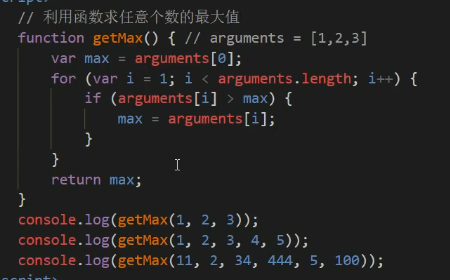 script>
// 利用函数求任意个数的最大值
function getMax() { // arguments = [1,2,3]
var max = arguments[0];
for (var i = 1; i < arguments.length; i++) {
if (arguments[i] > max) {
max = arguments[i];
}
}
return max;
}
console.log(getMax(1, 2, 3));
console.log(getMax(1, 2, 3, 4, 5));
console.log(getMax(11, 2, 34, 444, 5, 100));
script>